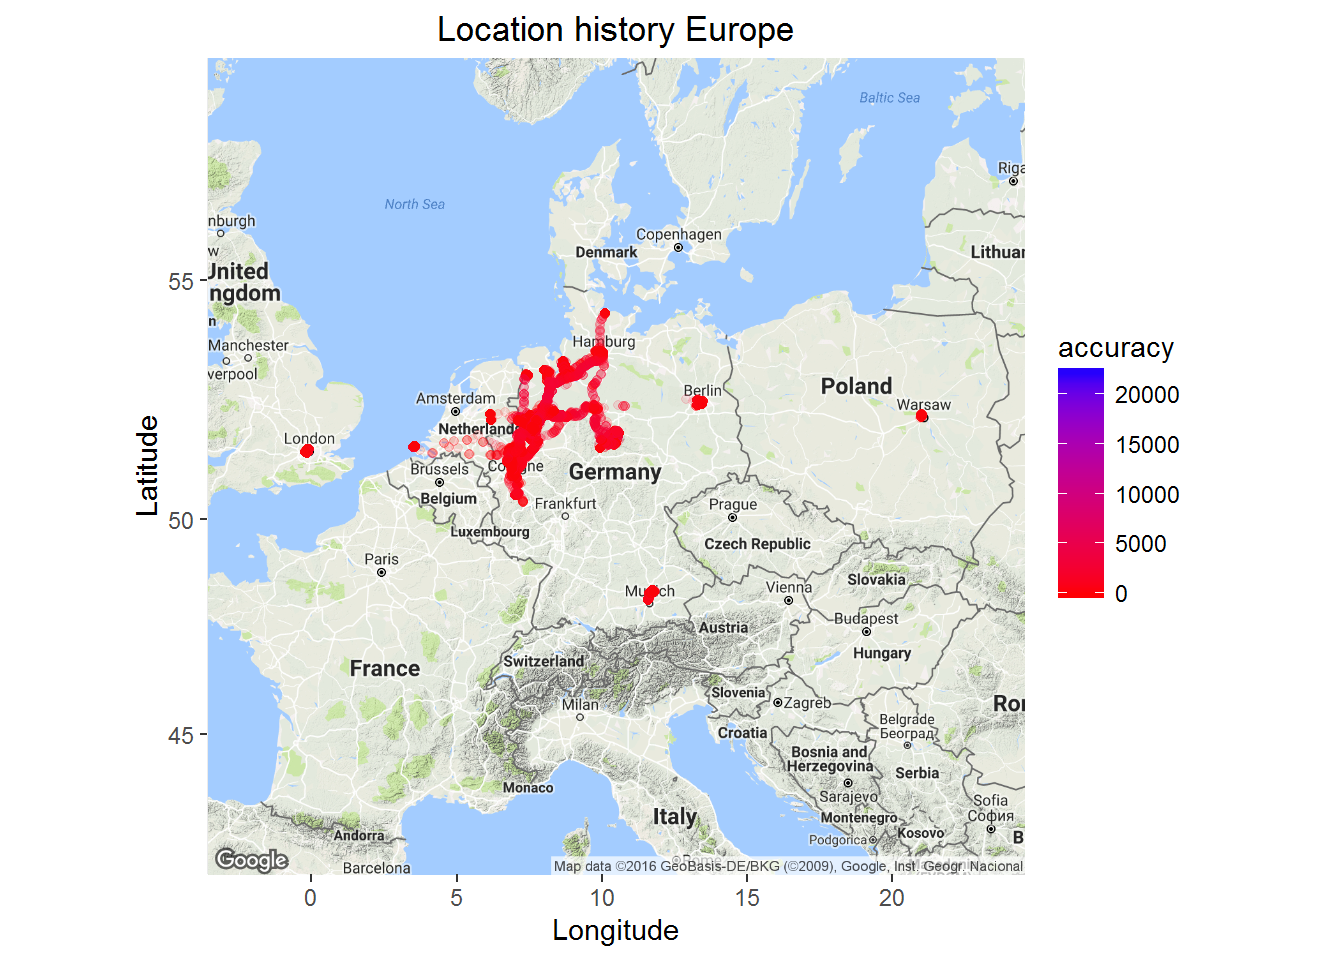 Location history Europe
Baltic Sea
Riga
North Sea
nburgh
w
Copenhagen
Denmark
Lithuan
United
ngdom
55
n
Manchester
verpool
Hamburg
accuracy
20000
15000
10000
5000
0
Amsterdam
Berlin
Poland
Warsaw
Netherlands
London
Cologne
Brussels
Germany
Belgium
Frankfurt
Prague
50
Luxembourg
Czech Republic
Paris
Slovakia
Munich
Vienna
Budapest
Austria
Hungary
France
Switzerland
Slovenia
Zagreb
Milan
Ror
Belgrade
Београд
45
Croatia
Bosnia and
Herzegovina
Serbia
Monaco
Sarajevo
Sofia
София
Italy
Montenegro
Kosovo
B
Andorra
Podgorica
Google
Barcelona
Rome
Map data ©2016 GeoBasis-DE/BKG (©2009), Google, Inst. Geogr. Nacional
0
5
10
15
20
Longitude
Latitude